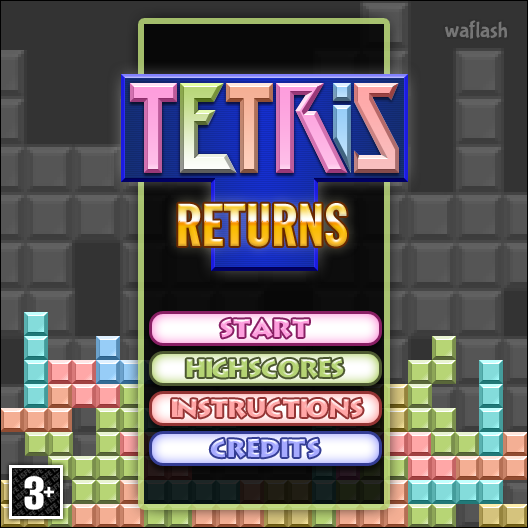 waflash
TETRiS
RETURNS
START
HIGHSCORES
INSTRUCTIONS
CREDITS
3+